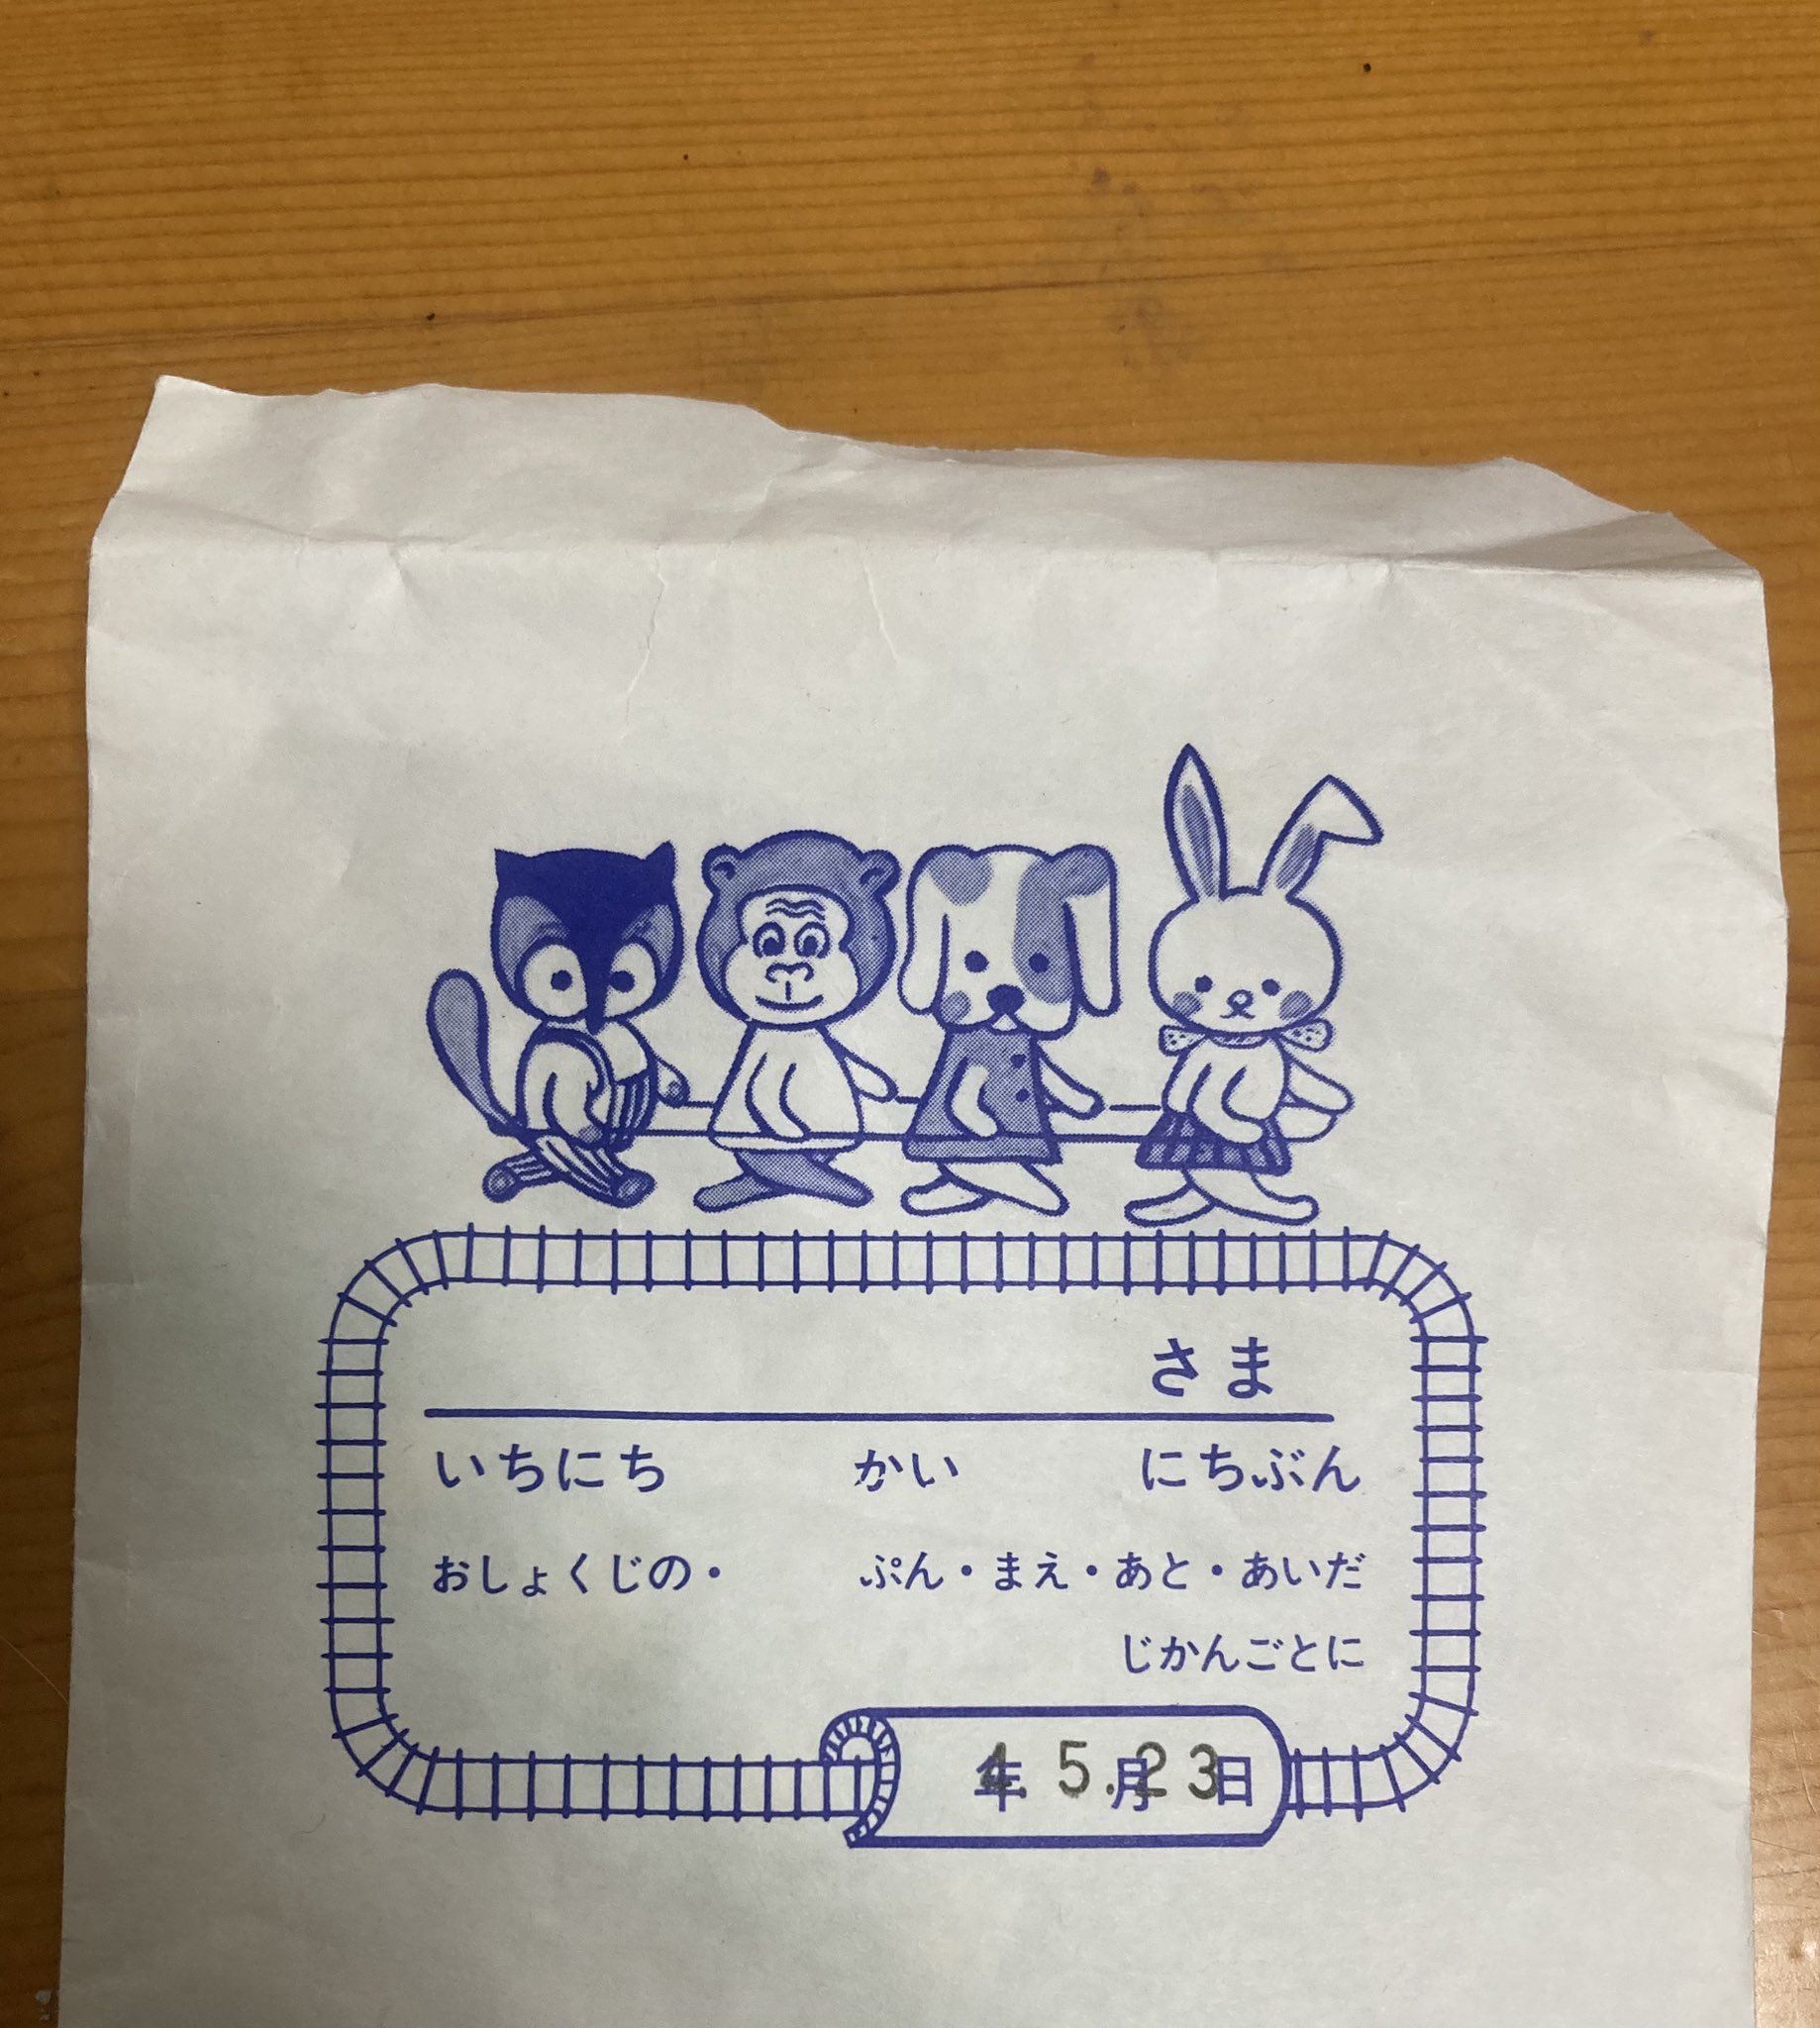 さま
いちにち かい にちぶん
おしょくじの・ ぷん・まえ・あと・あいだ
じかんごとに
年 月 日
4. 5.23